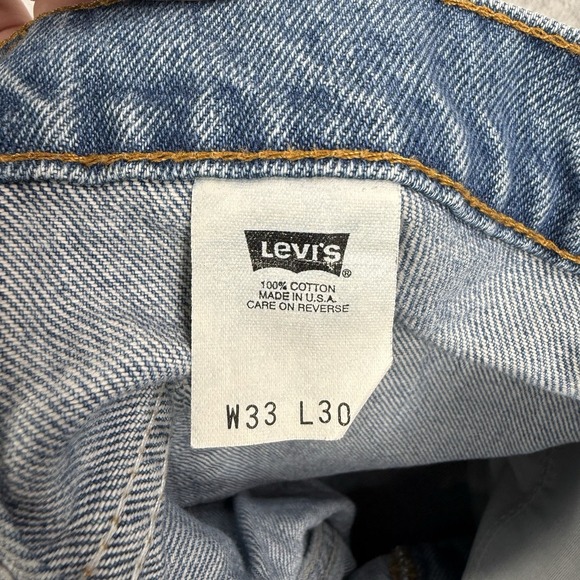 Levi's ®
100% COTTON
MADE IN U.S.A.
CARE ON REVERSE
W33 L30